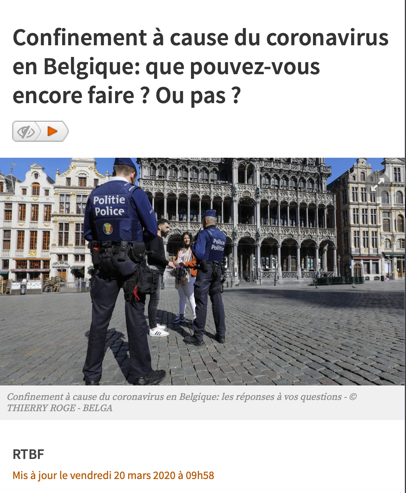 Confinement à cause du coronavirus
en Belgique: que pouvez-vous
encore faire ? Ou pas ?
Politie
Police
Politie
Police
Confinement à cause du coronavirus en Belgique: les réponses à vos questions - ©
THIERRY ROGE - BELGA
RTBF
Mis à jour le vendredi 20 mars 2020 à 09h58